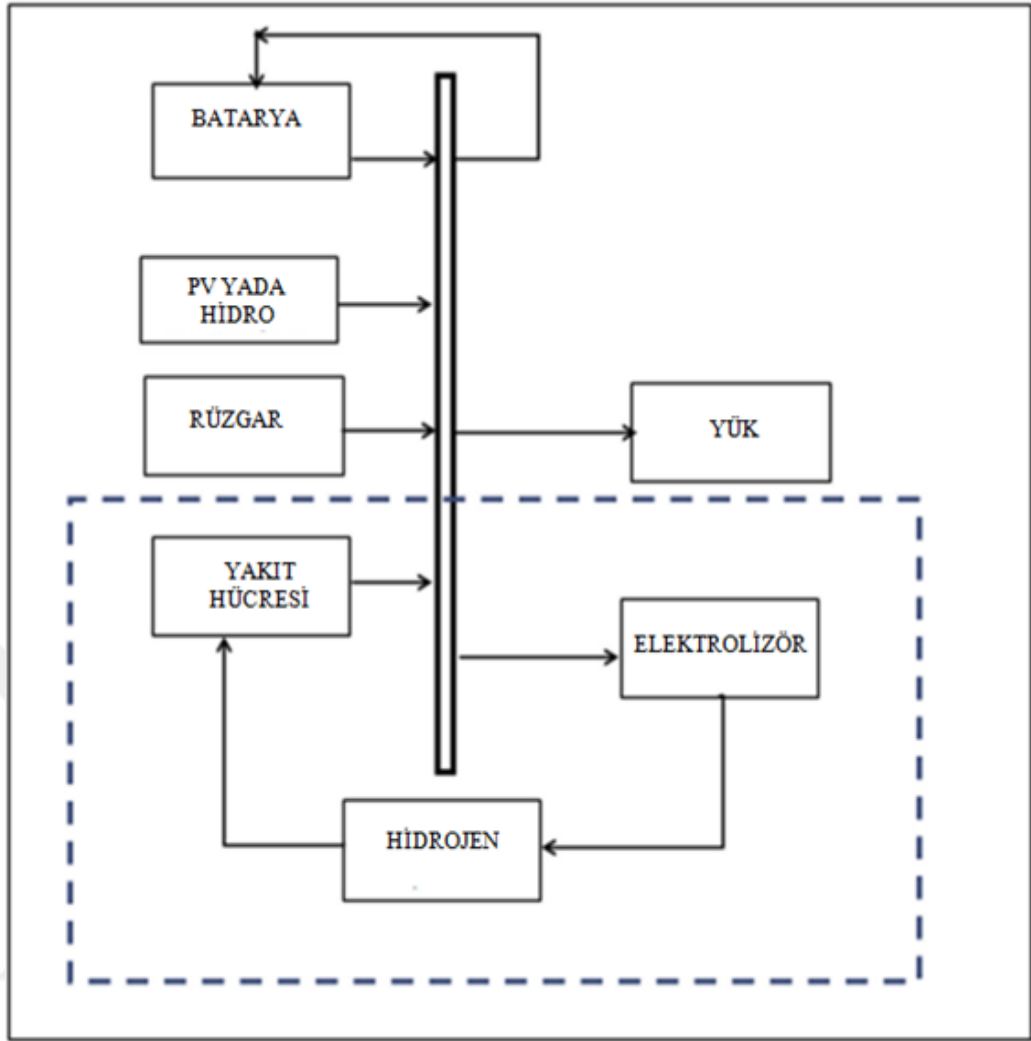 BATARYA
PV YADA
HİDRO
RÜZGAR
YÜK
YAKIT
HÜCRESİ
ELEKTROLİZÖR
HİDROJEN